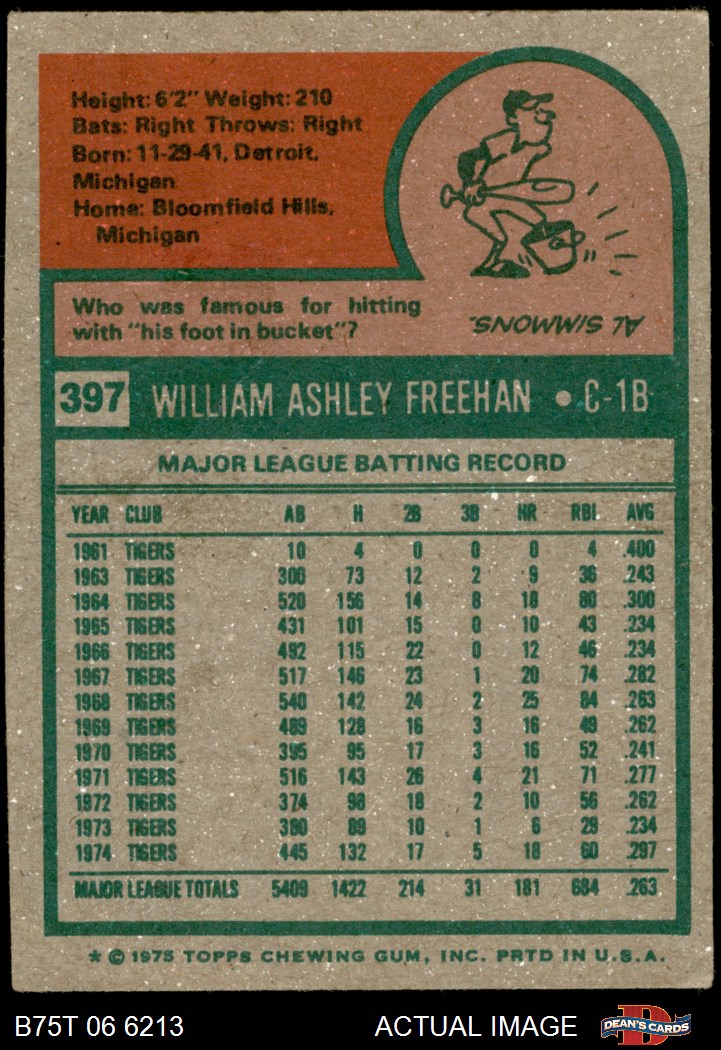 Height: 6'2" Weight: 210
Bats: Right Throws: Right
Born: 11-29-41, Detroit,
Michigan
Home: Bloomfield Hills,
Michigan
Who was famous for hitting
with "his foot in bucket"?
AL SIMMONS.
397 WILLIAM ASHLEY FREEHAN • C-1B
MAJOR LEAGUE BATTING RECORD
YEAR CLUB AB H 2B 3B HR RBI AVG
1961 TIGERS 10 4 0 0 0 4 .400
1963 TIGERS 300 73 12 2 9 36 .243
1964 TIGERS 520 156 14 8 18 80 .300
1965 TIGERS 431 101 15 0 10 43 .234
1966 TIGERS 492 115 22 0 12 46 .234
1967 TIGERS 517 146 23 1 20 74 .282
1968 TIGERS 540 142 24 2 25 84 .263
1969 TIGERS 489 128 16 3 16 49 .262
1970 TIGERS 395 95 17 3 16 52 .241
1971 TIGERS 516 143 26 4 21 71 .277
1972 TIGERS 374 98 18 2 10 56 .262
1973 TIGERS 380 89 10 1 6 29 .234
1974 TIGERS 445 132 17 5 18 60 .297
MAJOR LEAGUE TOTALS 5409 1422 214 31 181 684 .263
* © 1975 TOPPS CHEWING GUM, INC. PRTD IN U.S.A.
B75T 06 6213 ACTUAL IMAGE DEAN'S CARDS